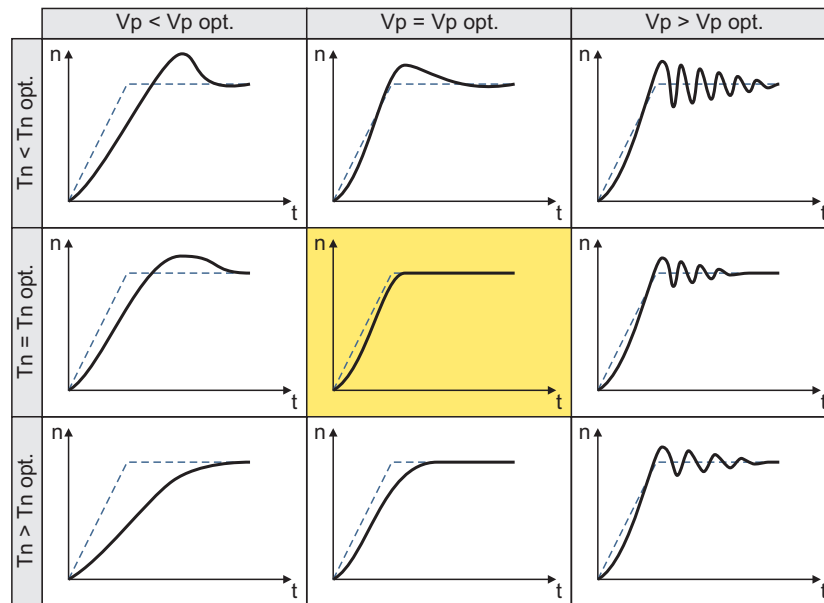 Vp < Vp opt.
Vp = Vp opt.
Vp > Vp opt.
Tn < Tn opt.
n
t
n
t
n
t
Tn = Tn opt.
n
t
n
t
n
t
Tn > Tn opt.
n
t
n
t
n
t